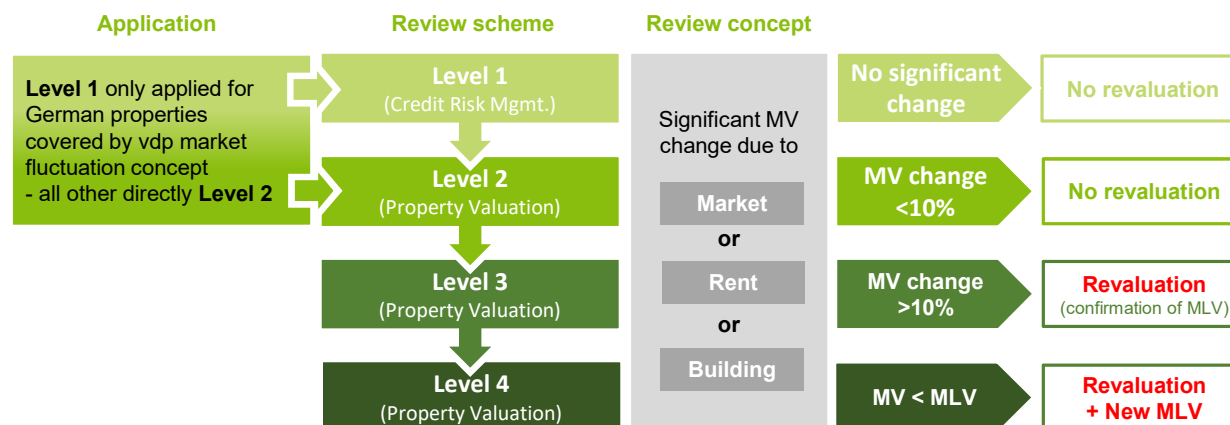 Application
Review scheme
Review concept
Level 1 only applied for
German properties
covered by vdp market
fluctuation concept
- all other directly Level 2
Level 1
(Credit Risk Mgmt.)
Level 2
(Property Valuation)
Level 3
(Property Valuation)
Level 4
(Property Valuation)
Significant MV
change due to
Market
or
Rent
or
Building
No significant
change
No revaluation
MV change
<10%
No revaluation
MV change
>10%
Revaluation
(confirmation of MLV)
MV < MLV
Revaluation
+ New MLV